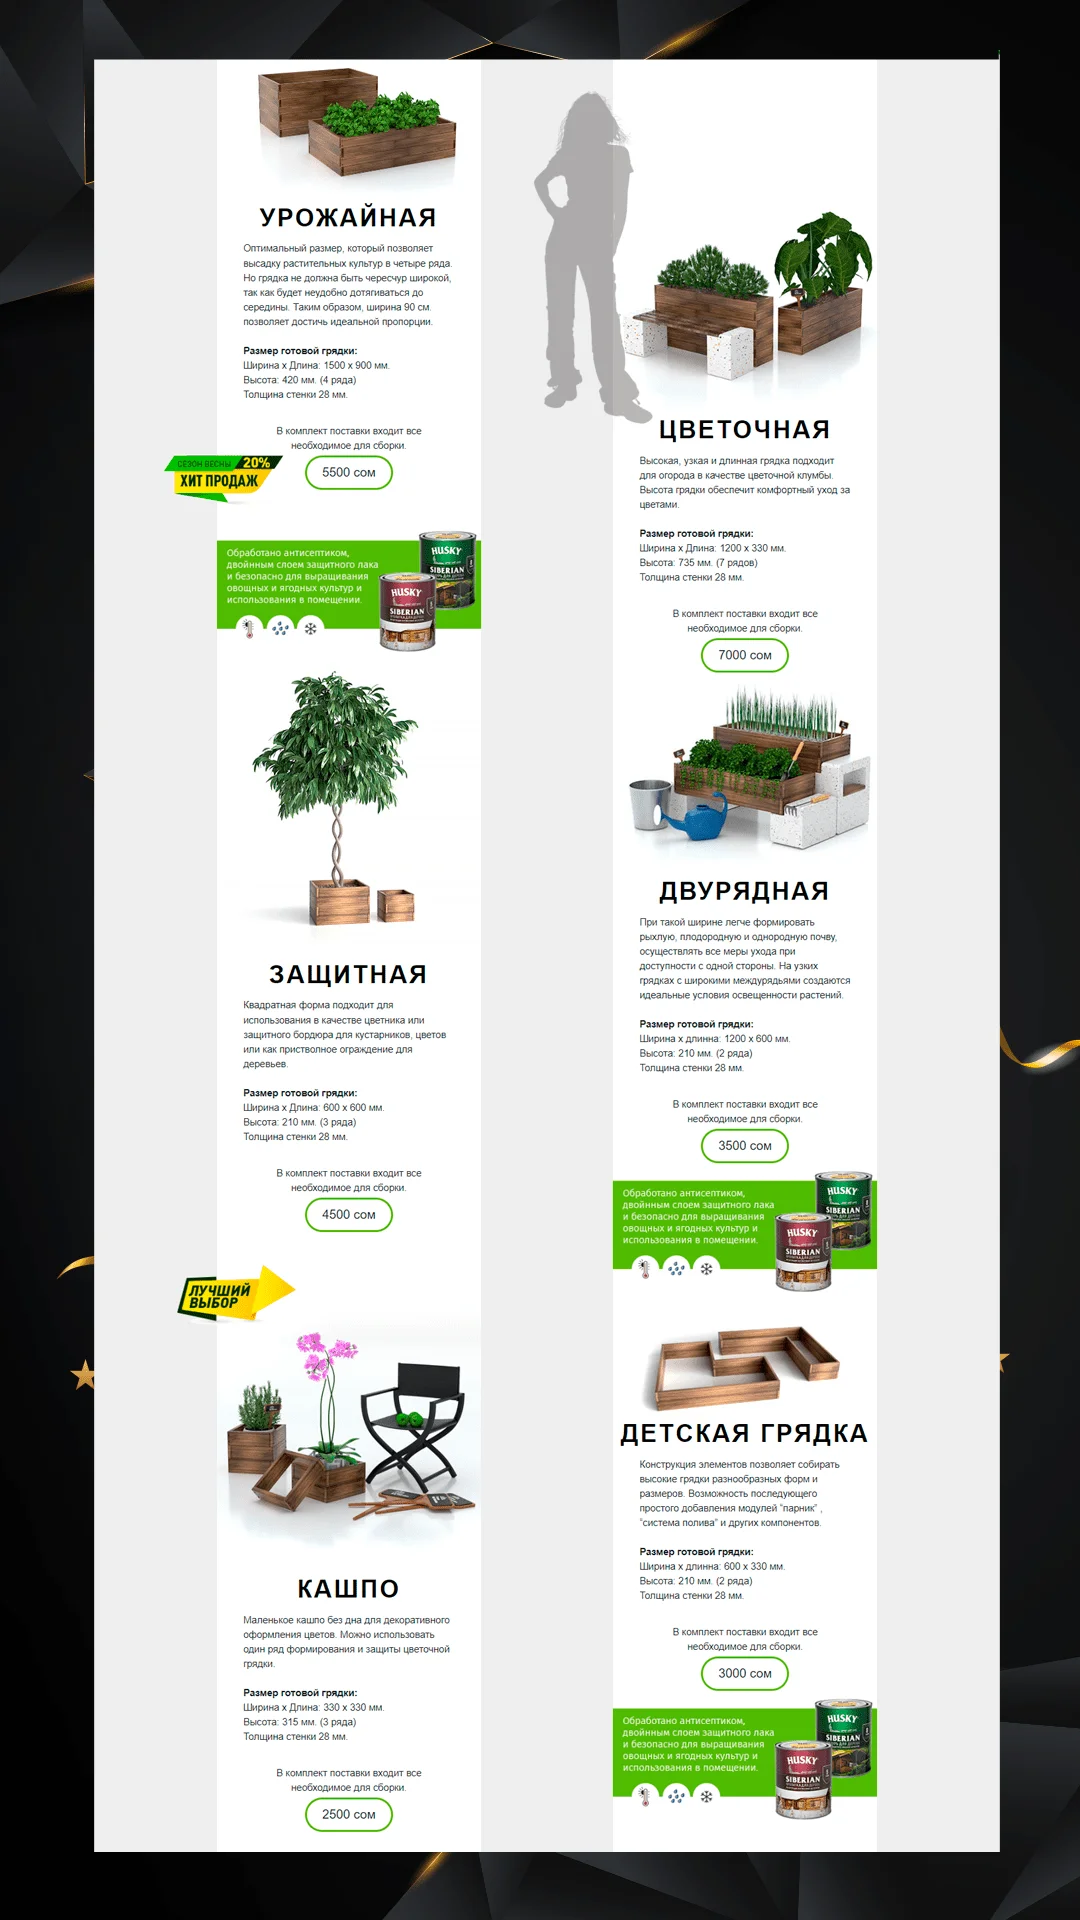 УРОЖАЙНАЯ
Оптимальный размер, который позволяет
высадку растительных культур в четыре ряда.
Но грядка не должна быть чересчур широкой,
так как будет неудобно дотягиваться до
середины. Таким образом, ширина 90 см.
позволяет достичь идеальной пропорции.
Размер готовой грядки:
Ширина х Длина: 1500 х 900 мм.
Высота: 420 мм. (4 ряда)
Толщина стенки 28 мм.
В комплект поставки входит все
необходимое для сборки.
5500 сом
СЕЗОН ВЕСНЫ 20%
ХИТ ПРОДАЖ
Обработано антисептиком,
двойнным слоем защитного лака
и безопасно для выращивания
овощных и ягодных культур и
использования в помещении.
HUSKY
SIBERIAN
HUSKY
SIBERIAN
ЗАЩИТНАЯ
Квадратная форма подходит для
использования в качестве цветника или
защитного бордюра для кустарников, цветов
или как приствольное ограждение для
деревьев.
Размер готовой грядки:
Ширина х Длина: 600 х 600 мм.
Высота: 210 мм. (3 ряда)
Толщина стенки 28 мм.
В комплект поставки входит все
необходимое для сборки.
4500 сом
ЛУЧШИЙ
ВЫБОР
КАШПО
Маленькое кашпо без дна для декоративного
оформления цветов. Можно использовать
один ряд формирования и защиты цветочной
грядки.
Размер готовой грядки:
Ширина х Длина: 330 х 330 мм.
Высота: 315 мм. (3 ряда)
Толщина стенки 28 мм.
В комплект поставки входит все
необходимое для сборки.
2500 сом
ЦВЕТОЧНАЯ
Высокая, узкая и длинная грядка подходит
для огорода в качестве цветочной клумбы.
Высота грядки обеспечит комфортный уход за
цветами.
Размер готовой грядки:
Ширина х Длина: 1200 х 330 мм.
Высота: 735 мм. (7 рядов)
Толщина стенки 28 мм.
В комплект поставки входит все
необходимое для сборки.
7000 сом
ДВУРЯДНАЯ
При такой ширине легче формировать
рыхлую, плодородную и однородную почву,
осуществлять все меры ухода при
доступности с одной стороны. На узких
грядках с широкими междурядьями создаются
идеальные условия освещенности растений.
Размер готовой грядки:
Ширина х длинна: 1200 х 600 мм.
Высота: 210 мм. (2 ряда)
Толщина стенки 28 мм.
В комплект поставки входит все
необходимое для сборки.
3500 сом
Обработано антисептиком,
двойнным слоем защитного лака
и безопасно для выращивания
овощных и ягодных культур и
использования в помещении.
HUSKY
SIBERIAN
HUSKY
SIBERIAN
ДЕТСКАЯ ГРЯДКА
Конструкция элементов позволяет собирать
высокие грядки разнообразных форм и
размеров. Возможность последующего
простого добавления модулей "парник" ,
"система полива" и других компонентов.
Размер готовой грядки:
Ширина х длинна: 600 х 330 мм.
Высота: 210 мм. (2 ряда)
Толщина стенки 28 мм.
В комплект поставки входит все
необходимое для сборки.
3000 сом
Обработано антисептиком,
двойнным слоем защитного лака
и безопасно для выращивания
овощных и ягодных культур и
использования в помещении.
HUSKY
SIBERIAN
HUSKY
SIBERIAN